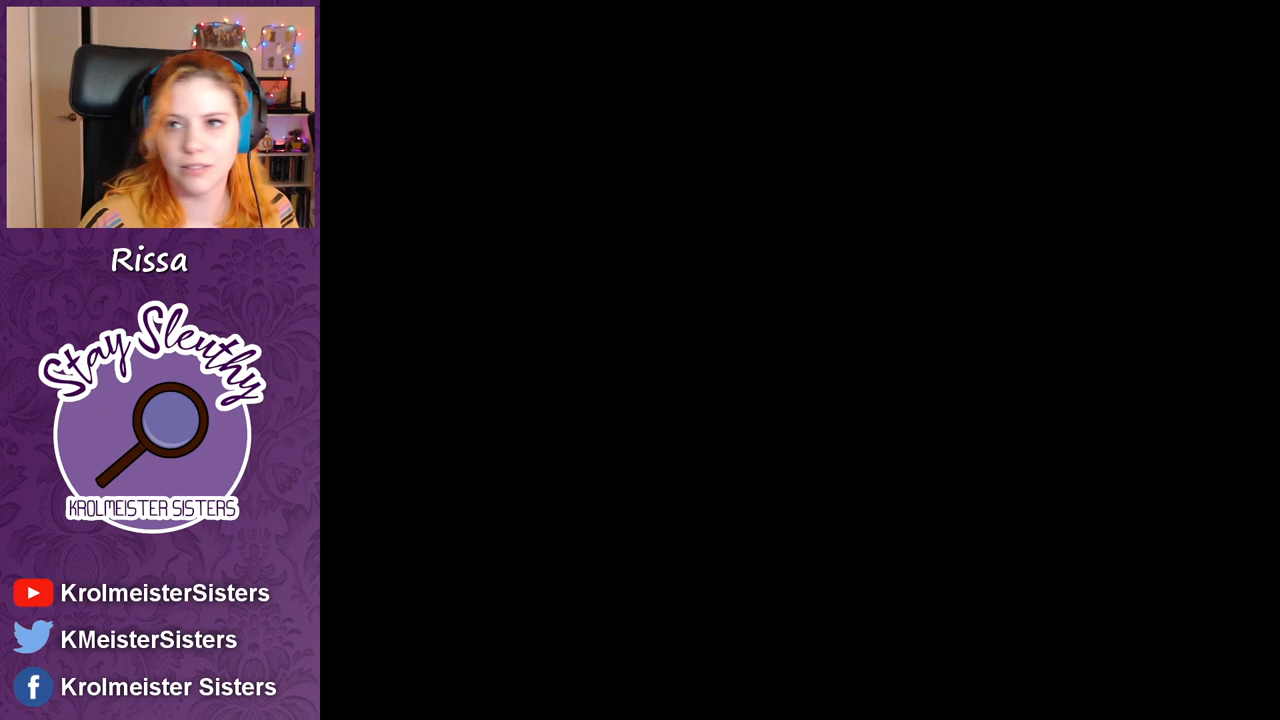 Rissa
Stay Sleuthy
KROLMEISTER SISTERS
KrolmeisterSisters
KMeisterSisters
Krolmeister Sisters